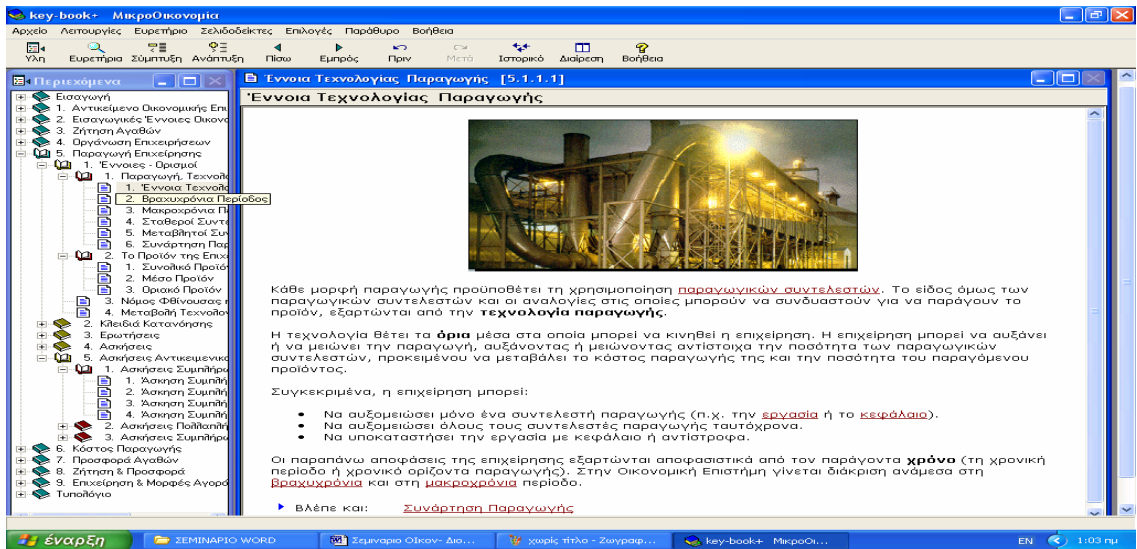 key-book+ ΜικροΟικονομία
Αρχείο Λειτουργίες Ευρετήριο Σελιδοδείκτες Επιλογές Παράθυρο Βοήθεια
Ύλη Ευρετήρια Σύμπτυξη Ανάπτυξη Πίσω Εμπρός Πριν Μετά Ιστορικό Διαίρεση Βοήθεια
Περιεχόμενα
Εισαγωγή
1. Αντικείμενο Οικονομικής Επι
2. Εισαγωγικές Έννοιες Οικονο
3. Ζήτηση Αγαθών
4. Οργάνωση Επιχειρήσεων
5. Παραγωγή Επιχείρησης
1. Έννοιες - Ορισμοί
1. Παραγωγή, Τεχνολο
1. Έννοια Τεχνολο
2. Βραχυχρόνια Περίοδος
3. Μακροχρόνια Πε
4. Σταθεροί Συντε
5. Μεταβλητοί Συν
6. Συνάρτηση Παρ
2. Το Προϊόν της Επιχ
1. Συνολικό Προϊό
2. Μέσο Προϊόν
3. Οριακό Προϊόν
3. Νόμος Φθίνουσας
4. Μεταβολή Τεχνολο
2. Κλειδιά Κατανόησης
3. Ερωτήσεις
4. Ασκήσεις
5. Ασκήσεις Αντικειμενικο
1. Ασκήσεις Συμπλήρω
1. Άσκηση Συμπλή
2. Άσκηση Συμπλή
3. Άσκηση Συμπλή
4. Άσκηση Συμπλή
2. Ασκήσεις Πολλαπλή
3. Ασκήσεις Συμπλήρω
6. Κόστος Παραγωγής
7. Προσφορά Αγαθών
8. Ζήτηση & Προσφορά
9. Επιχείρηση & Μορφές Αγορά
Τυπολόγιο
Έννοια Τεχνολογίας Παραγωγής [5.1.1.1]
Έννοια Τεχνολογίας Παραγωγής
Κάθε μορφή παραγωγής προϋποθέτει τη χρησιμοποίηση παραγωγικών συντελεστών. Το είδος όμως των
παραγωγικών συντελεστών και οι αναλογίες στις οποίες μπορούν να συνδυαστούν για να παράγουν το
προϊόν, εξαρτώνται από την τεχνολογία παραγωγής.
Η τεχνολογία θέτει τα όρια μέσα στα οποία μπορεί να κινηθεί η επιχείρηση. Η επιχείρηση μπορεί να αυξάνει
ή να μειώνει την παραγωγή, αυξάνοντας ή μειώνοντας αντίστοιχα την ποσότητα των παραγωγικών
συντελεστών, προκειμένου να μεταβάλει το κόστος παραγωγής της και την ποσότητα του παραγόμενου
προϊόντος.
Συγκεκριμένα, η επιχείρηση μπορεί:
• Να αυξομειώσει μόνο ένα συντελεστή παραγωγής (π.χ. την εργασία ή το κεφάλαιο).
• Να αυξομειώσει όλους τους συντελεστές παραγωγής ταυτόχρονα.
• Να υποκαταστήσει την εργασία με κεφάλαιο ή αντίστροφα.
Οι παραπάνω αποφάσεις της επιχείρησης εξαρτώνται αποφασιστικά από τον παράγοντα χρόνο (τη χρονική
περίοδο ή χρονικό ορίζοντα παραγωγής). Στην Οικονομική Επιστήμη γίνεται διάκριση ανάμεσα στη
βραχυχρόνια και στη μακροχρόνια περίοδο.
Βλέπε και: Συνάρτηση Παραγωγής
έναρξη ΣΕΜΙΝΑΡΙΟ WORD Σεμιναριο ΟΙκον- Διο... χωρίς τίτλο - Ζωγραφ... key-book+ ΜικροΟι... EN 1:03 πμ